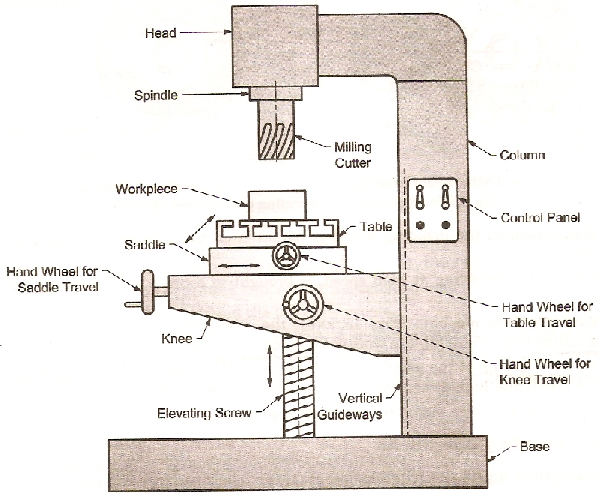 Head
Spindle
Milling
Cutter
Column
Workpiece
Control Panel
Table
Saddle
Hand Wheel for
Saddle Travel
Hand Wheel for
Table Travel
Knee
Hand Wheel for
Knee Travel
Vertical
Guideways
Elevating Screw
Base